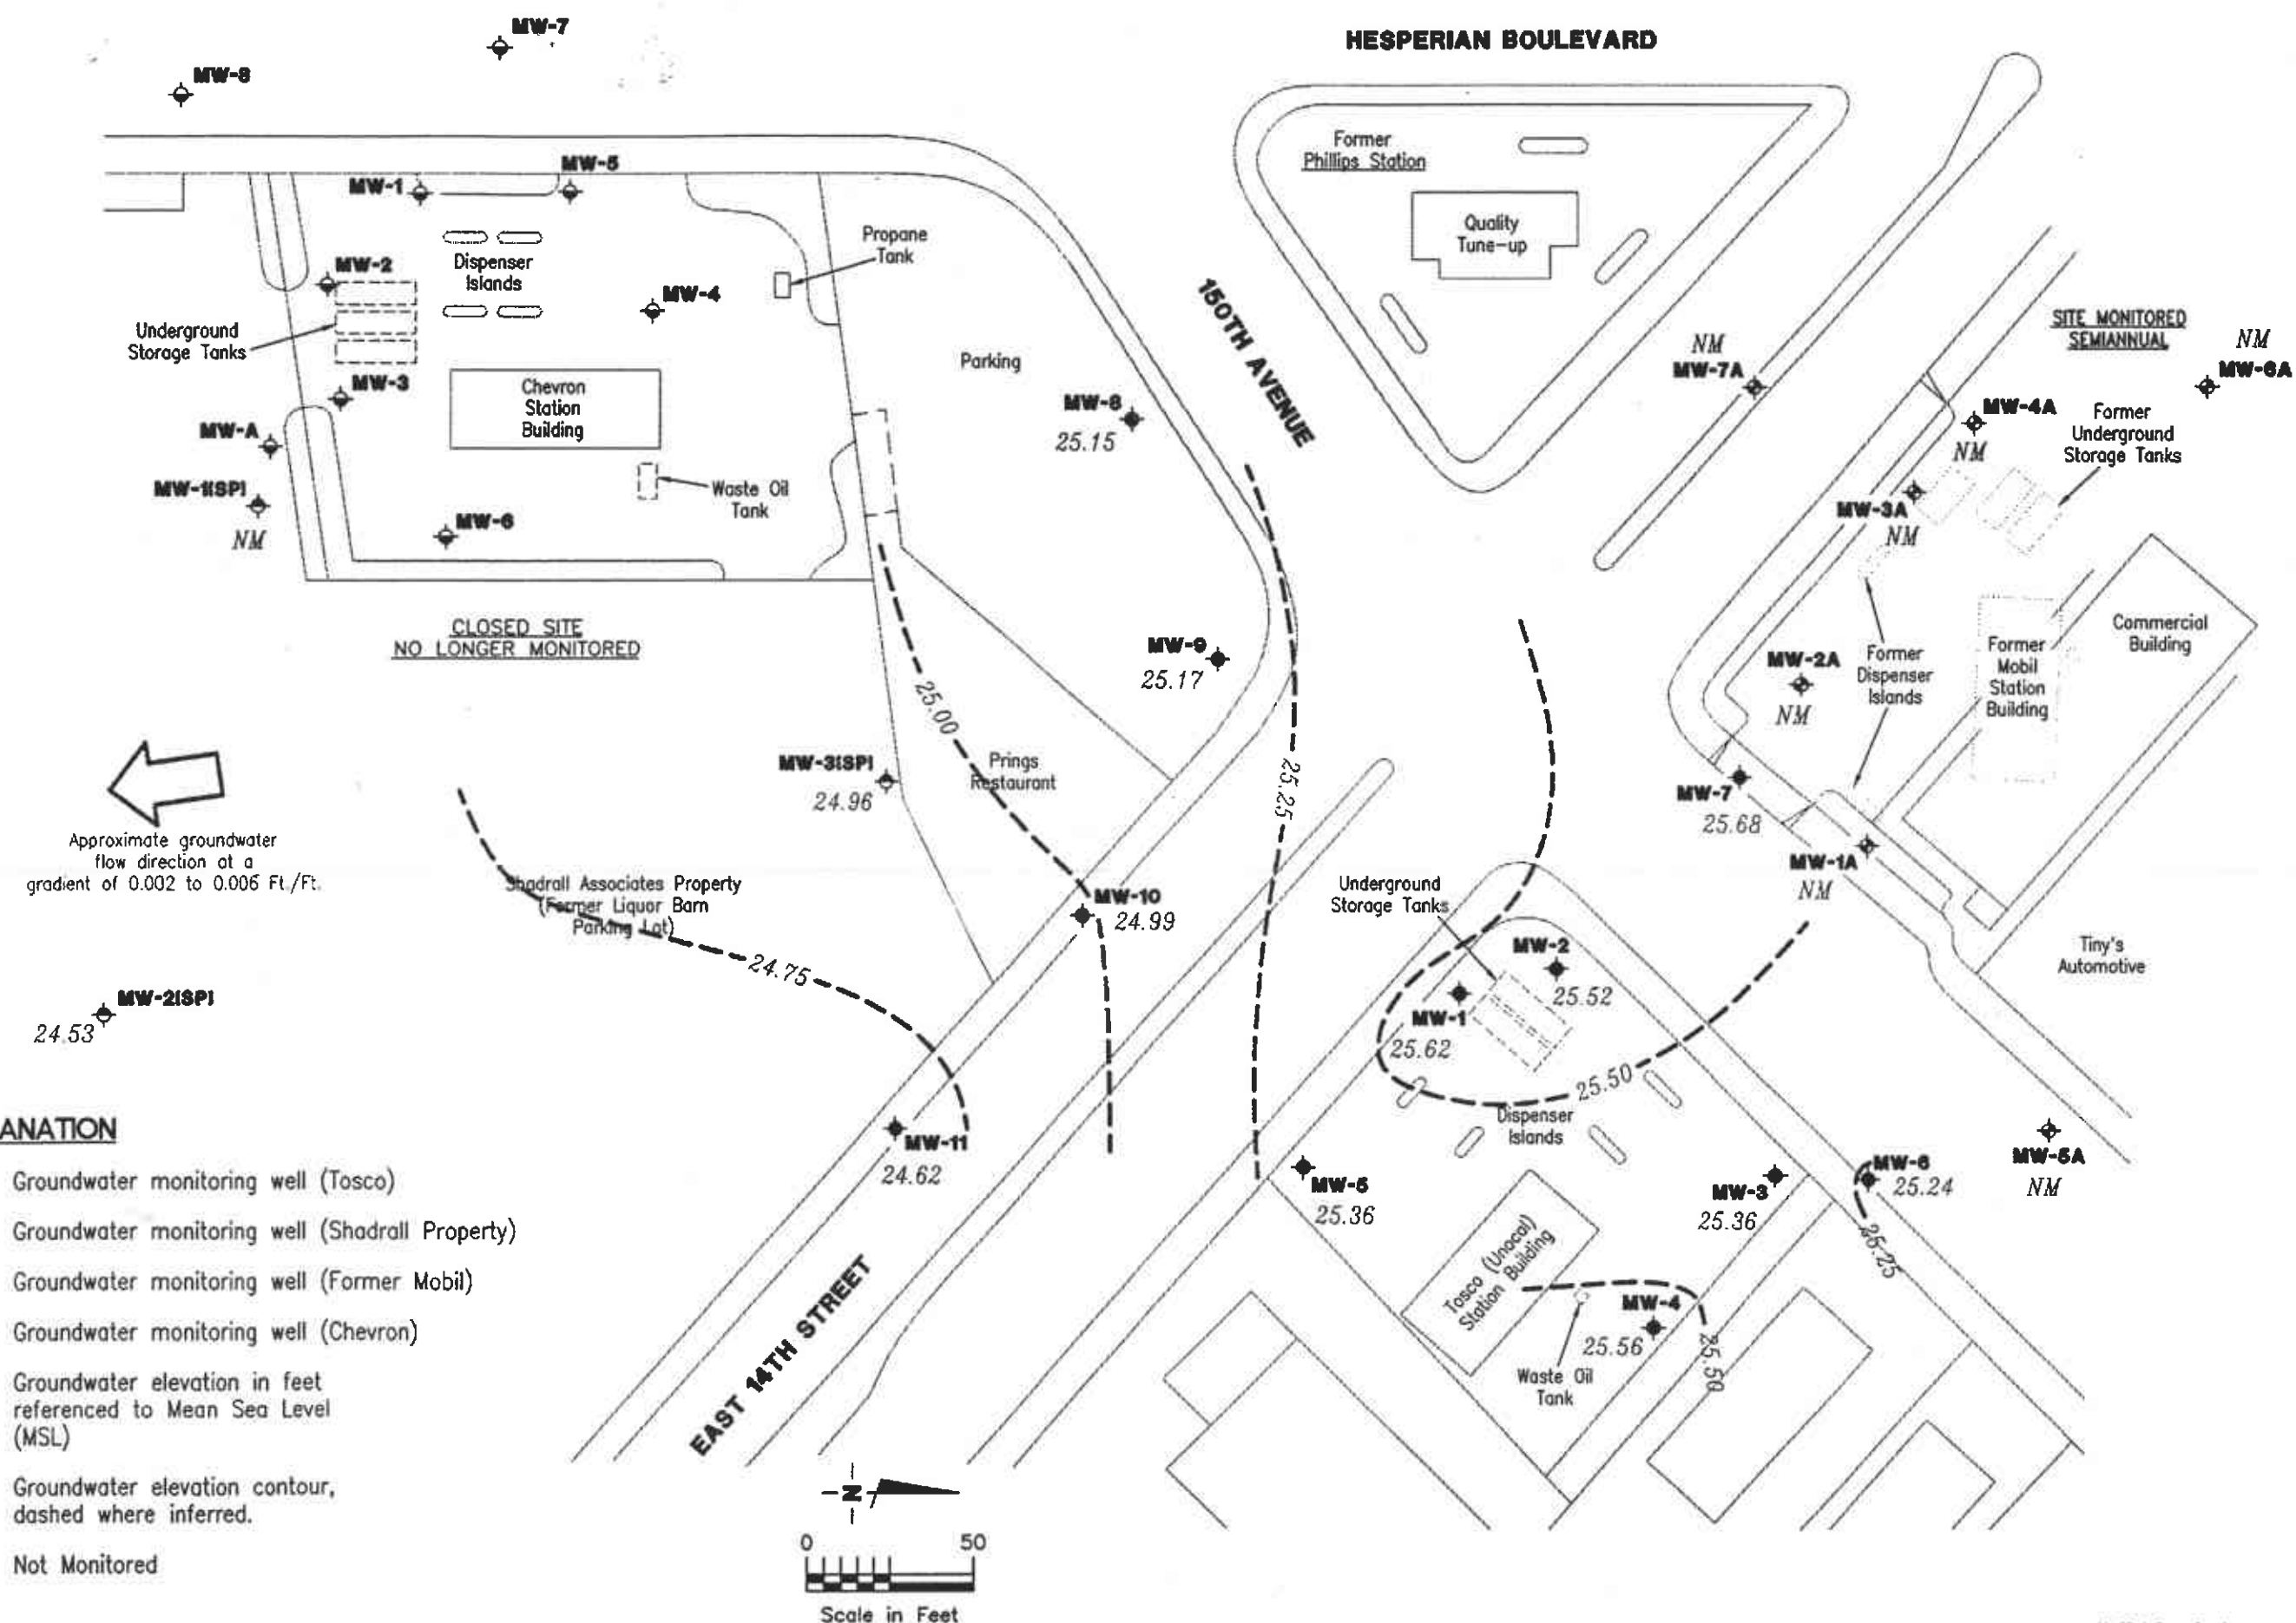 MW-7
HESPERIAN BOULEVARD
MW-8
MW-5
MW-1
Former
Phillips Station
Quality
Tune-up
Propane
Tank
MW-2
Dispenser
Islands
MW-4
150TH AVENUE
Underground
Storage Tanks
SITE MONITORED
SEMIANNUAL
NM
MW-6A
NM
MW-7A
Parking
MW-3
Chevron
Station
Building
MW-8
25.15
MW-4A
NM
Former
Underground
Storage Tanks
MW-A
MW-1(SP)
NM
Waste Oil
Tank
MW-6
MW-3A
NM
CLOSED SITE
NO LONGER MONITORED
MW-9
25.17
Commercial
Building
MW-2A
NM
Former
Dispenser
Islands
Former
Mobil
Station
Building
25.00
MW-3(SP)
24.96
Prings
Restaurant
25.25
MW-7
25.68
Approximate groundwater
flow direction at a
gradient of 0.002 to 0.006 Ft./Ft.
MW-1A
NM
Shadrall Associates Property
(Former Liquor Barn
Parking Lot)
MW-10
24.99
Underground
Storage Tanks
24.75
MW-2
25.52
Tiny's
Automotive
MW-2(SP)
24.53
MW-1
25.62
25.50
Dispenser
Islands
ANATION
MW-11
24.62
Groundwater monitoring well (Tosco)
Groundwater monitoring well (Shadrall Property)
Groundwater monitoring well (Former Mobil)
Groundwater monitoring well (Chevron)
Groundwater elevation in feet
referenced to Mean Sea Level
(MSL)
Groundwater elevation contour,
dashed where inferred.
Not Monitored
MW-5
25.36
MW-3
25.36
MW-6
25.24
25.25
MW-5A
NM
Tosco (Unocal)
Station Building
MW-4
25.56
25.50
Waste Oil
Tank
EAST 14TH STREET
N
0
50
Scale in Feet